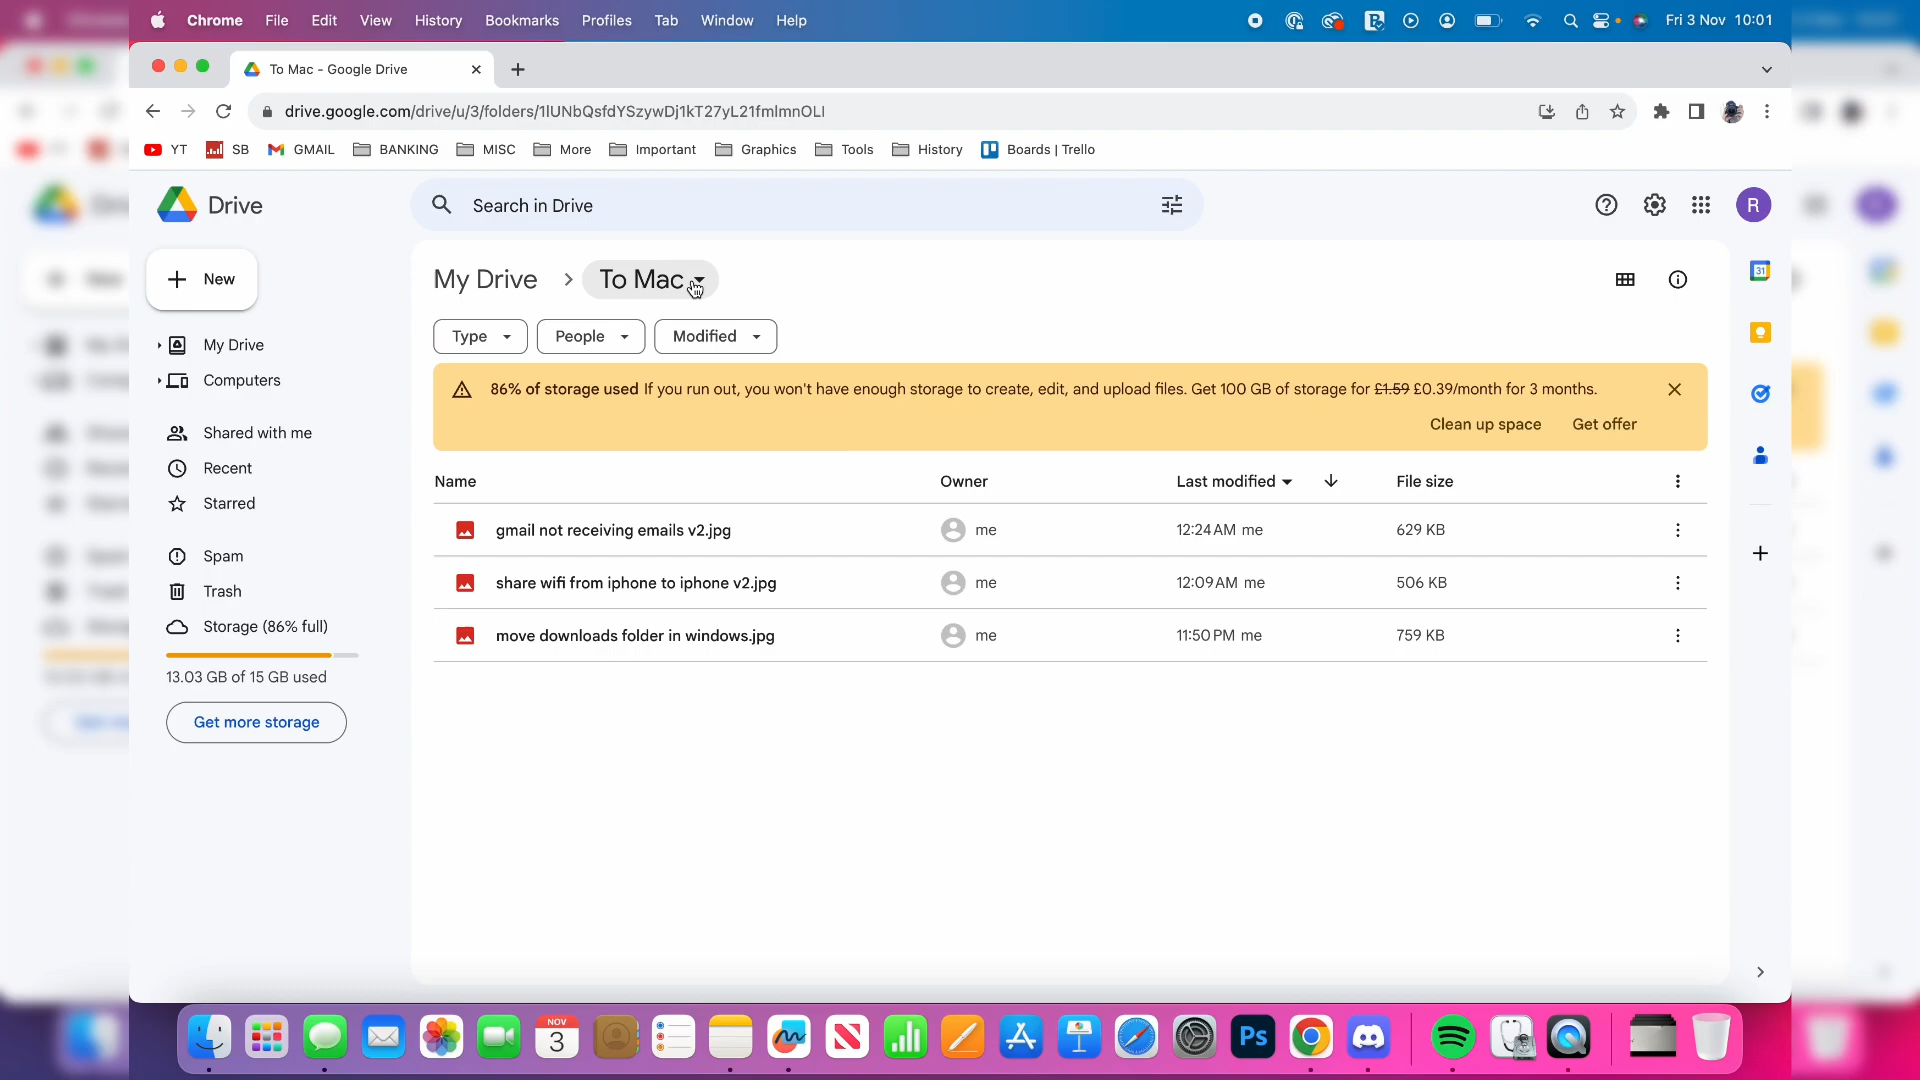 Chrome File Edit View History Bookmarks Profiles Tab Window Help Fri 3 Nov 10:01
To Mac - Google Drive
drive.google.com/drive/u/3/folders/1lUNbQsfdYSzywDj1kT27yL21fmlmnOLI
YT SB GMAIL BANKING MISC More Important Graphics Tools History Boards | Trello
Drive
Search in Drive
R
New
My Drive
To Mac
31
My Drive
Computers
Type People Modified
86% of storage used If you run out, you won't have enough storage to create, edit, and upload files. Get 100 GB of storage for £1.59 £0.39/month for 3 months.
Clean up space Get offer
Shared with me
Recent
Starred
Name Owner Last modified File size
gmail not receiving emails v2.jpg me 12:24 AM me 629 KB
share wifi from iphone to iphone v2.jpg me 12:09 AM me 506 KB
move downloads folder in windows.jpg me 11:50 PM me 759 KB
Spam
Trash
Storage (86% full)
13.03 GB of 15 GB used
Get more storage
NOV
3
Ps